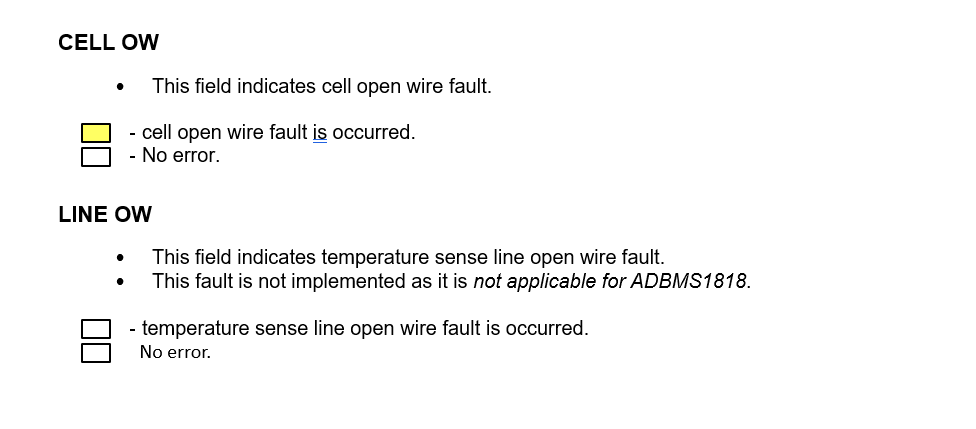 CELL OW
• This field indicates cell open wire fault.
- cell open wire fault is occurred.
- No error.
LINE OW
• This field indicates temperature sense line open wire fault.
• This fault is not implemented as it is not applicable for ADBMS1818.
- temperature sense line open wire fault is occurred.
No error.